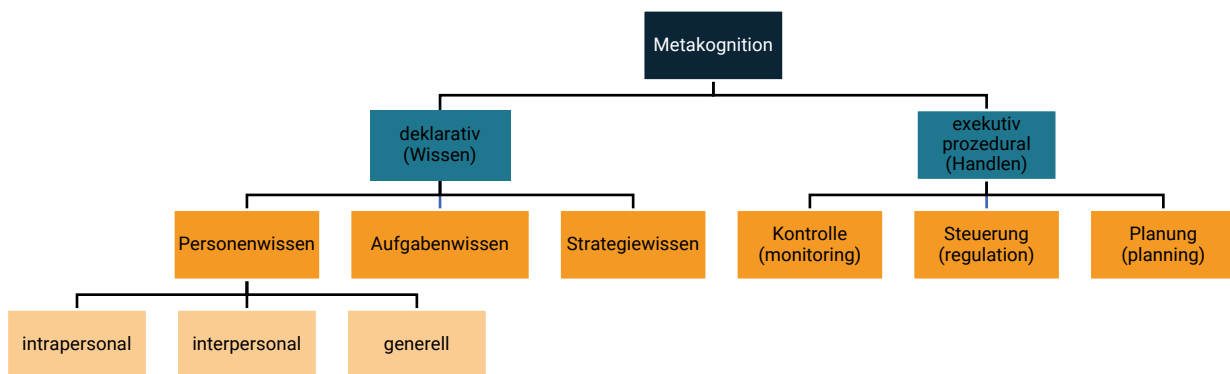 Metakognition
deklarativ
(Wissen)
exekutiv
prozedural
(Handlen)
Personenwissen
Aufgabenwissen
Strategiewissen
Kontrolle
(monitoring)
Steuerung
(regulation)
Planung
(planning)
intrapersonal
interpersonal
generell